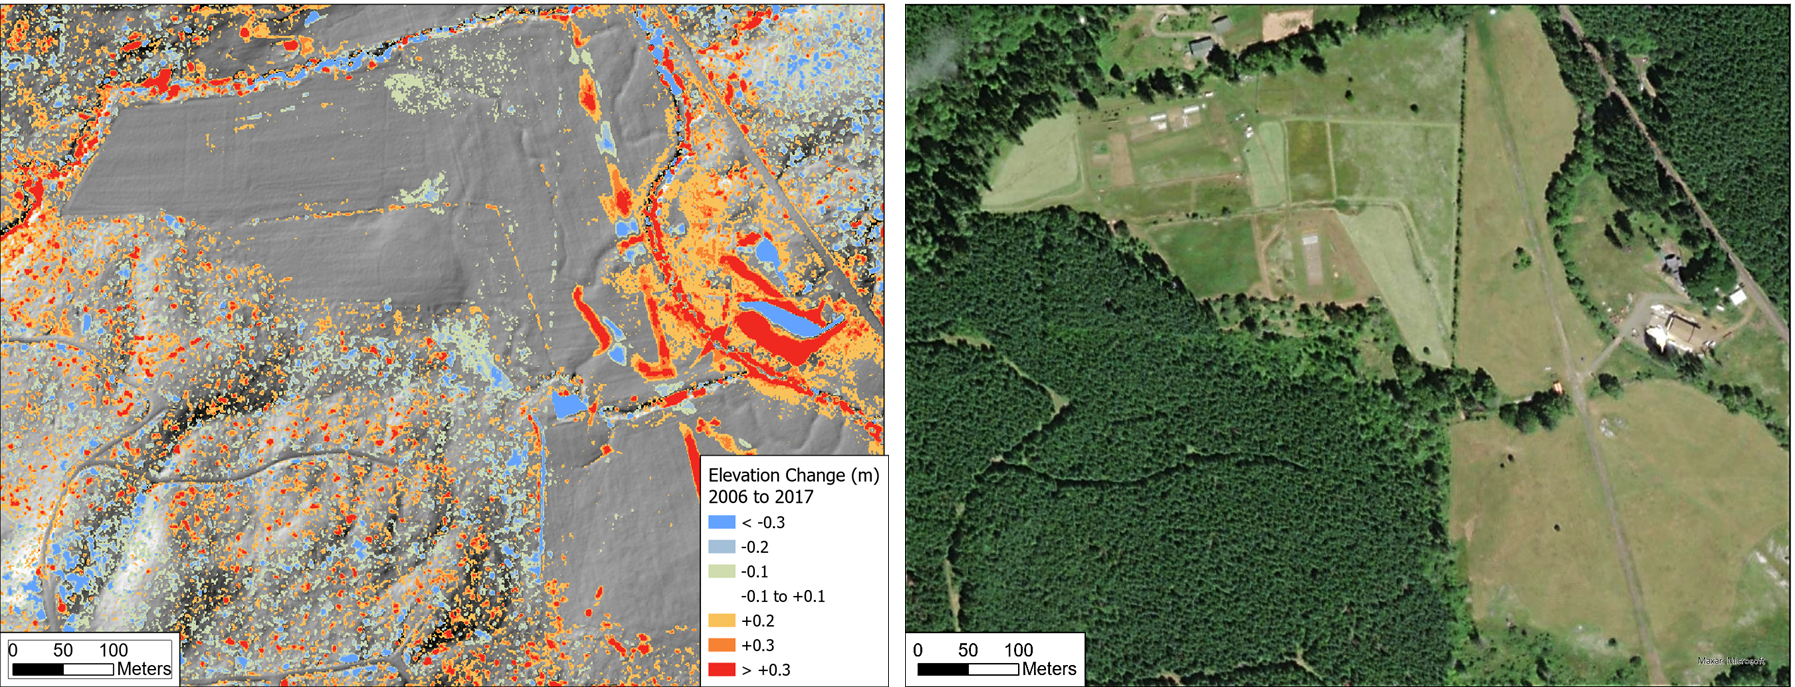 Elevation Change (m)
2006 to 2017
< -0.3
-0.2
-0.1
-0.1 to +0.1
+0.2
+0.3
> +0.3
0 50 100
Meters
0 50 100
Meters
Maxar, Microsoft